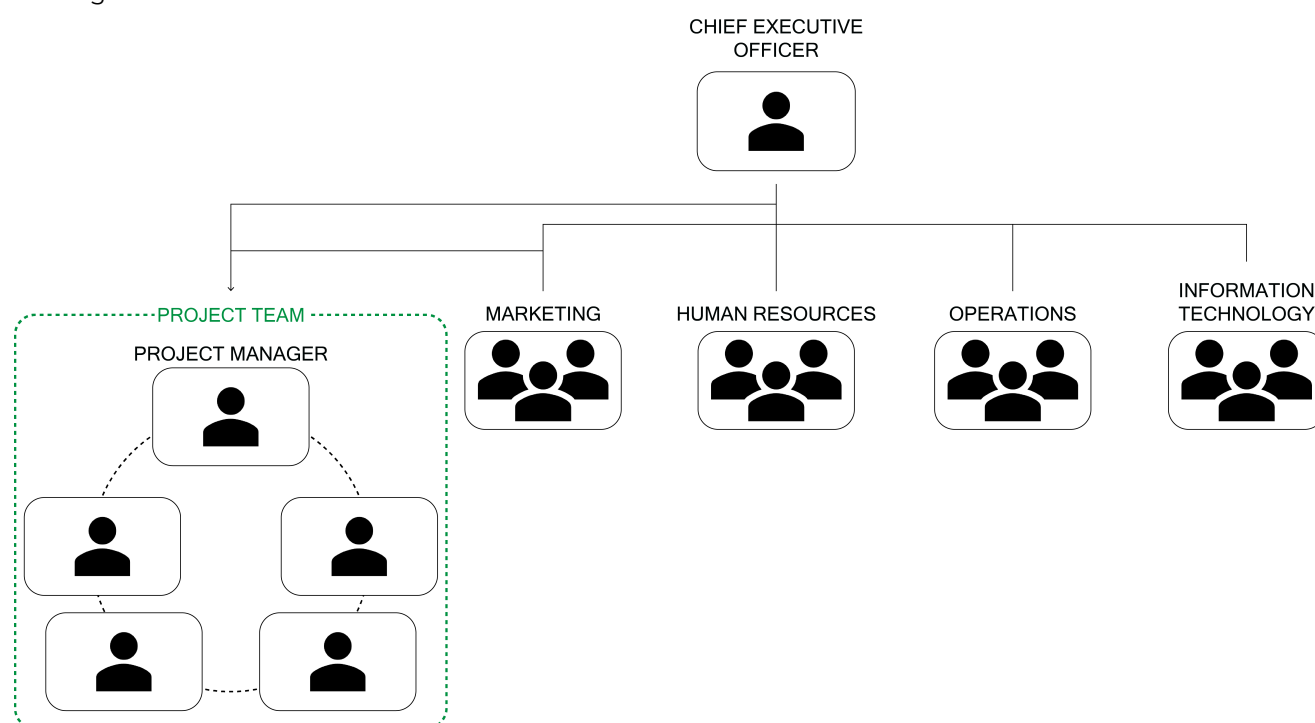 CHIEF EXECUTIVE
OFFICER
PROJECT TEAM
PROJECT MANAGER
MARKETING
HUMAN RESOURCES
OPERATIONS
INFORMATION
TECHNOLOGY